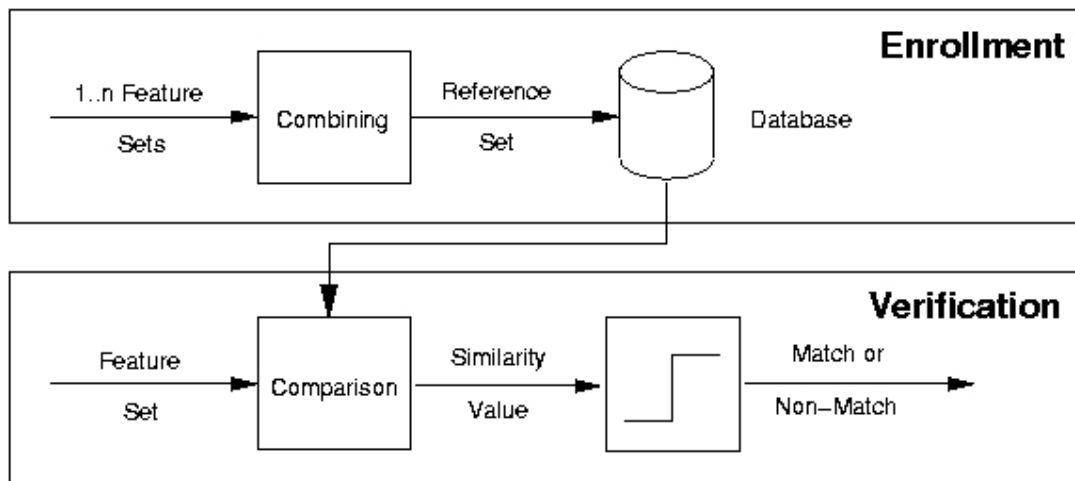 Enrollment
1..n Feature
Sets
Combining
Reference
Set
Database
Verification
Feature
Set
Comparison
Similarity
Value
Match or
Non-Match